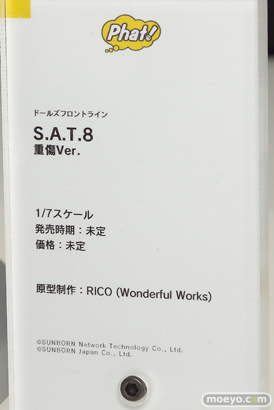 Phat!
ドールズフロントライン
S.A.T.8
重傷Ver.
1/7スケール
発売時期：未定
価格：未定
原型制作：RICO (Wonderful Works)
©SUNBORN Network Technology Co., Ltd.
©SUNBORN Japan Co., Ltd.
moeyo.com